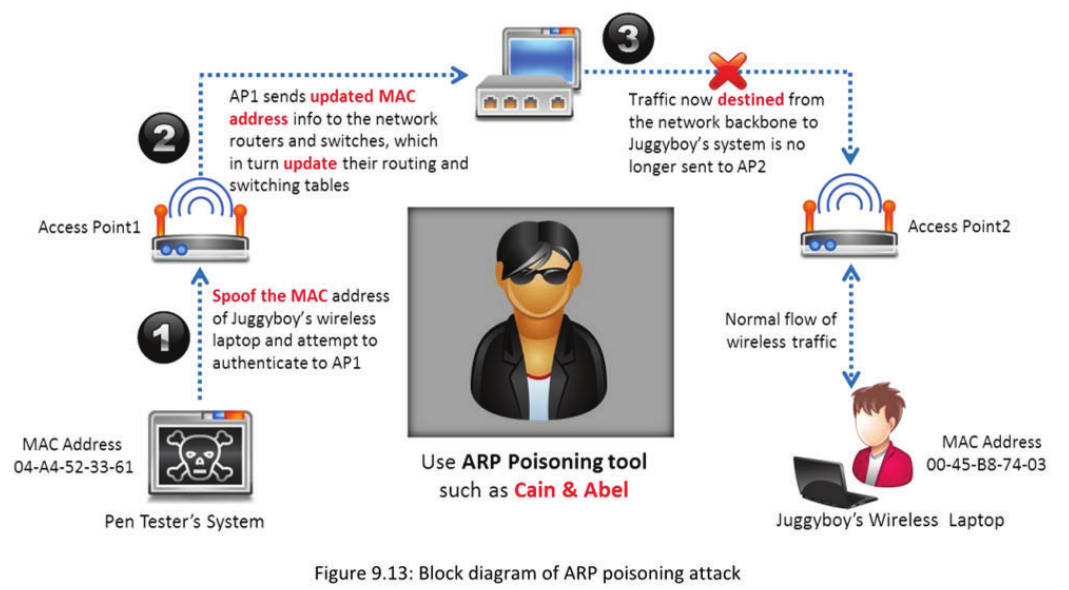 3
AP1 sends updated MAC
address info to the network
routers and switches, which
in turn update their routing and
switching tables
2
Traffic now destined from
the network backbone to
Juggyboy's system is no
longer sent to AP2
Access Point1
Access Point2
Spoof the MAC address
of Juggyboy's wireless
laptop and attempt to
authenticate to AP1
1
Normal flow of
wireless traffic
MAC Address
04-A4-52-33-61
Pen Tester's System
Use ARP Poisoning tool
such as Cain & Abel
MAC Address
00-45-B8-74-03
Juggyboy's Wireless Laptop
Figure 9.13: Block diagram of ARP poisoning attack